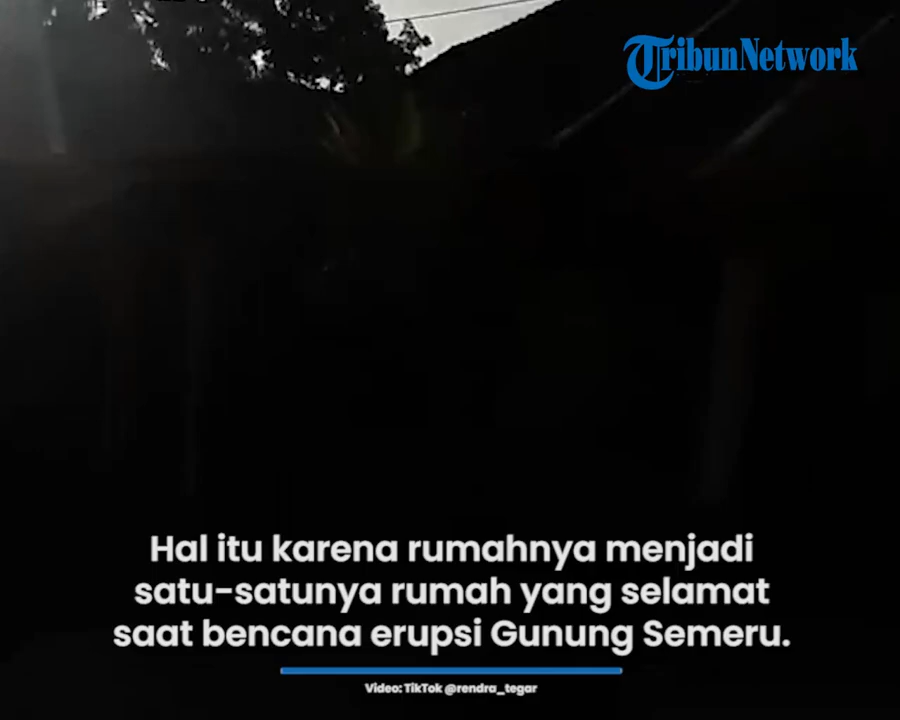 TribunNetwork
Hal itu karena rumahnya menjadi
satu-satunya rumah yang selamat
saat bencana erupsi Gunung Semeru.
Video: TikTok @rendra_tegar